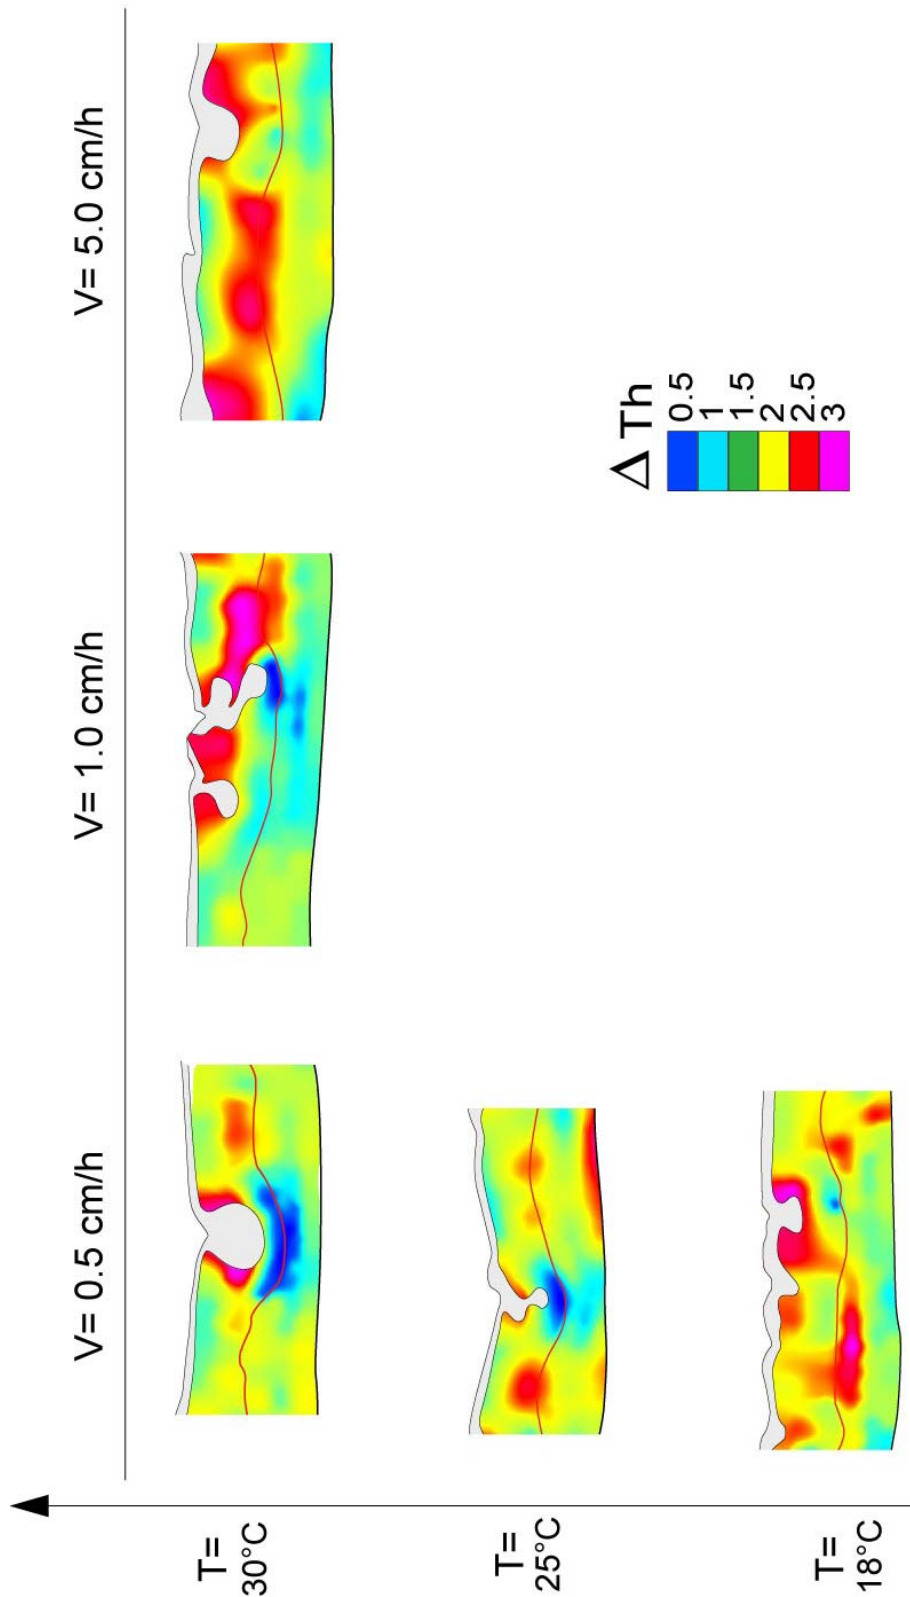 V= 0.5 cm/h
V= 1.0 cm/h
V= 5.0 cm/h
T=
30°C
T=
25°C
T=
18°C
Δ Th
0.5
1
1.5
2
2.5
3